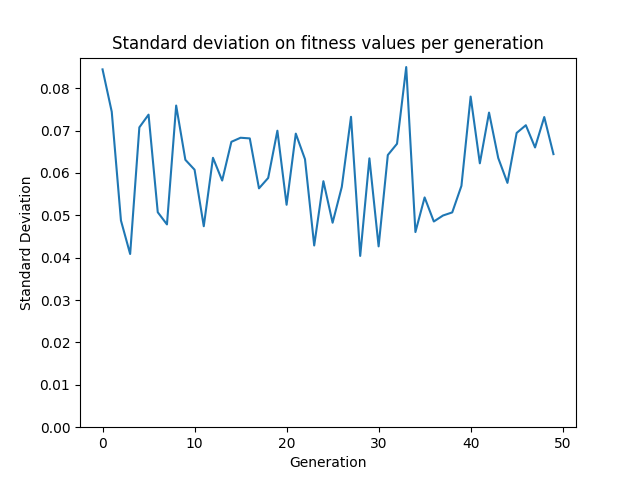 Standard deviation on fitness values per generation
0.08
0.07
0.06
0.05
0.04
0.03
0.02
0.01
0.00
Standard Deviation
0 10 20 30 40 50
Generation